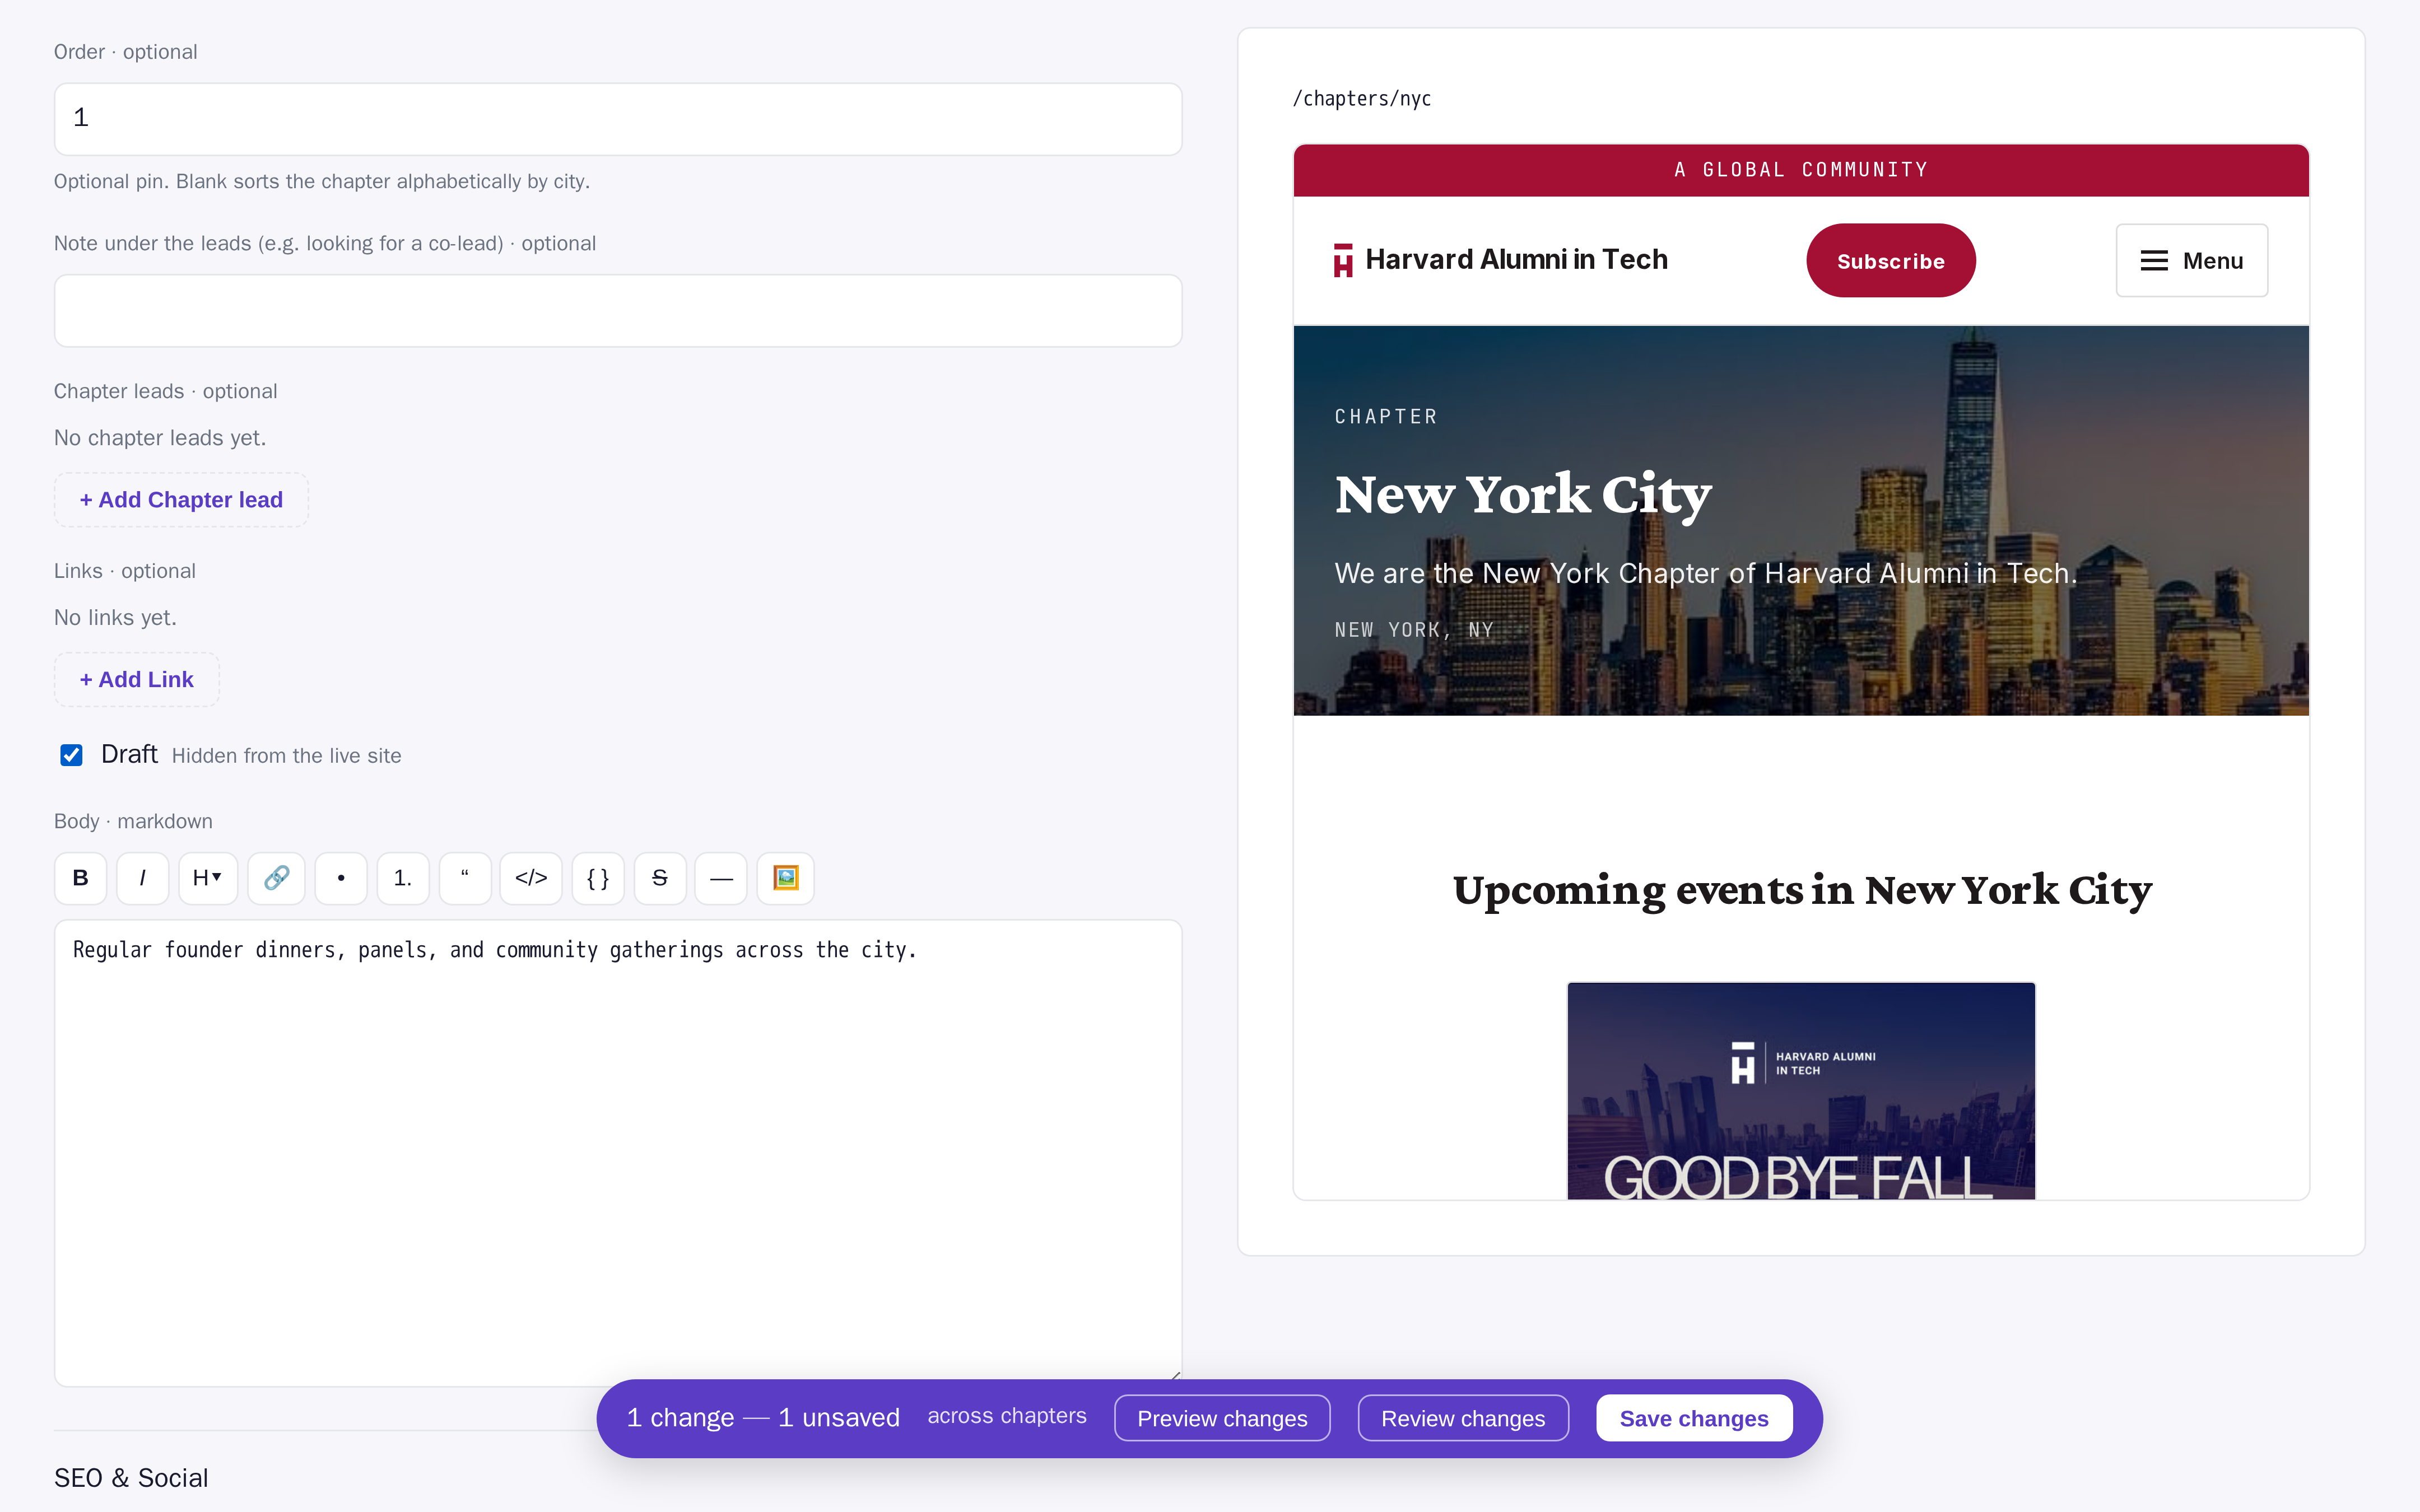 Order · optional
1
Optional pin. Blank sorts the chapter alphabetically by city.
Note under the leads (e.g. looking for a co-lead) · optional
Chapter leads · optional
No chapter leads yet.
+ Add Chapter lead
Links · optional
No links yet.
+ Add Link
Draft Hidden from the live site
Body · markdown
B I H▾ 🔗 • 1. “ </> { } S — 🖼️
Regular founder dinners, panels, and community gatherings across the city.
SEO & Social
/chapters/nyc
A GLOBAL COMMUNITY
Harvard Alumni in Tech
Subscribe
Menu
CHAPTER
New York City
We are the New York Chapter of Harvard Alumni in Tech.
NEW YORK, NY
Upcoming events in New York City
HARVARD ALUMNI
IN TECH
GOODBYE FALL
1 change — 1 unsaved across chapters Preview changes Review changes Save changes